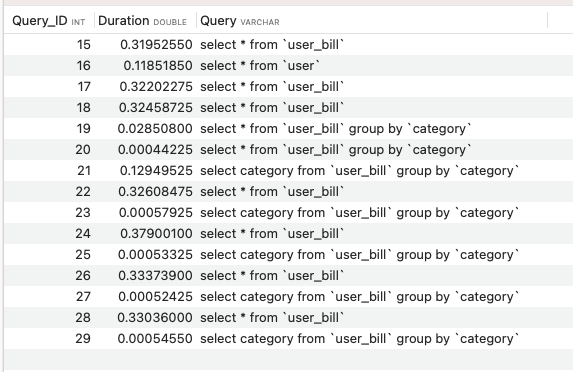 Query_ID INT Duration DOUBLE Query VARCHAR
15 0.31952550 select * from `user_bill`
16 0.11851850 select * from `user`
17 0.32202275 select * from `user_bill`
18 0.32458725 select * from `user_bill`
19 0.02850800 select * from `user_bill` group by `category`
20 0.00044225 select * from `user_bill` group by `category`
21 0.12949525 select category from `user_bill` group by `category`
22 0.32608475 select * from `user_bill`
23 0.00057925 select category from `user_bill` group by `category`
24 0.37900100 select * from `user_bill`
25 0.00053325 select category from `user_bill` group by `category`
26 0.33373900 select * from `user_bill`
27 0.00052425 select category from `user_bill` group by `category`
28 0.33036000 select * from `user_bill`
29 0.00054550 select category from `user_bill` group by `category`